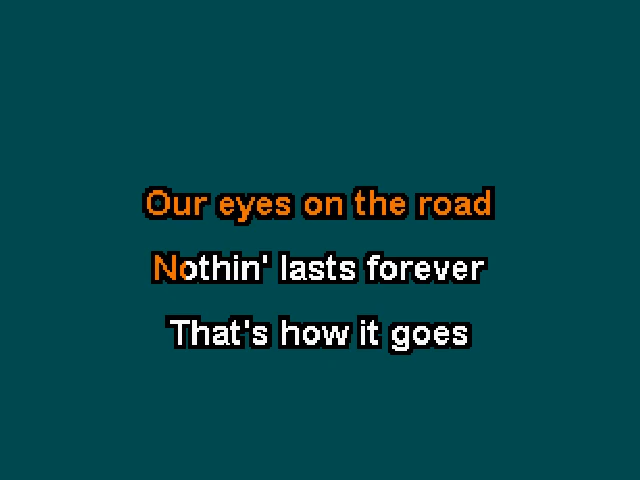 Our eyes on the road
Nothin' lasts forever
That's how it goes